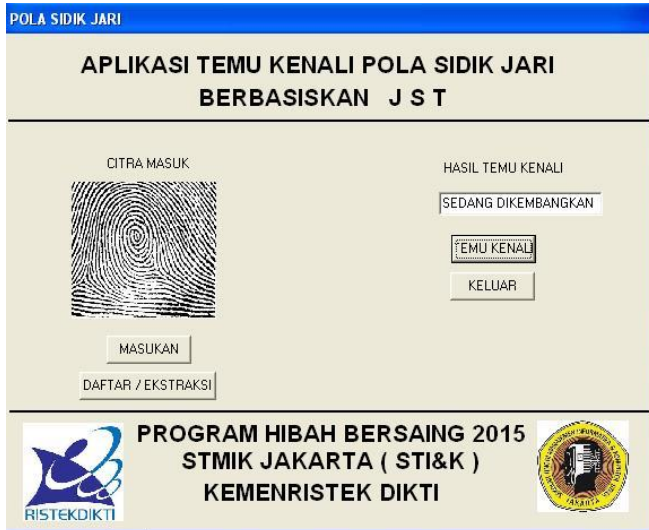 POLA SIDIK JARI
APLIKASI TEMU KENALI POLA SIDIK JARI
BERBASISKAN J S T
CITRA MASUK
HASIL TEMU KENALI
SEDANG DIKEMBANGKAN
TEMU KENALI
KELUAR
MASUKAN
DAFTAR / EKSTRAKSI
PROGRAM HIBAH BERSAING 2015
STMIK JAKARTA ( STI&K )
KEMENRISTEK DIKTI
RISTEKDIKTI
JAKARTA